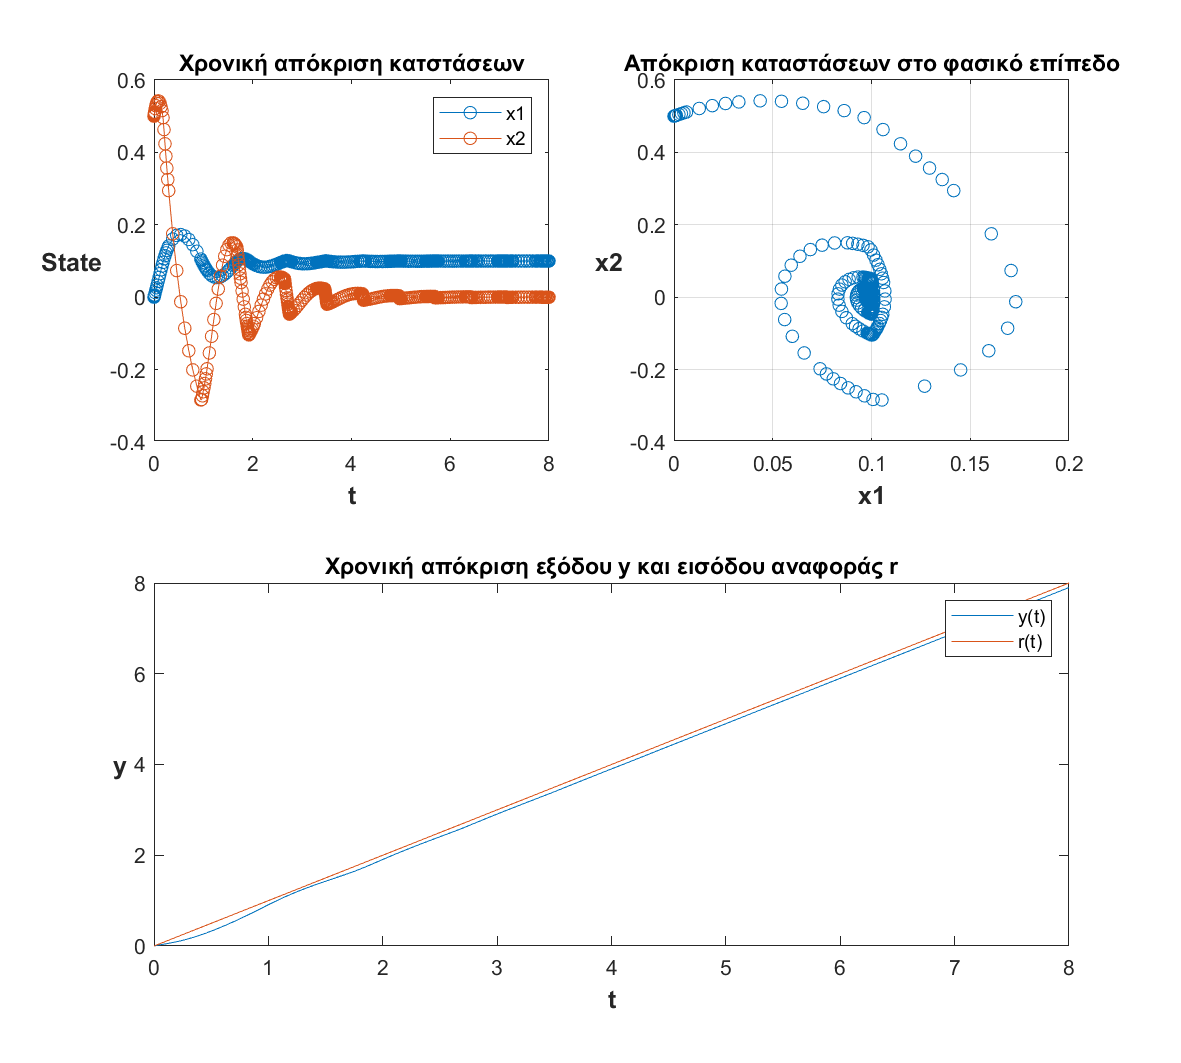 Χρονική απόκριση κατστάσεων
0.6
0.4
0.2
0
-0.2
-0.4
State
x1
x2
0 2 4 6 8
t
Απόκριση καταστάσεων στο φασικό επίπεδο
0.6
0.4
0.2
0
-0.2
-0.4
x2
0 0.05 0.1 0.15 0.2
x1
Χρονική απόκριση εξόδου y και εισόδου αναφοράς r
8
6
4
2
0
y
y(t)
r(t)
0 1 2 3 4 5 6 7 8
t